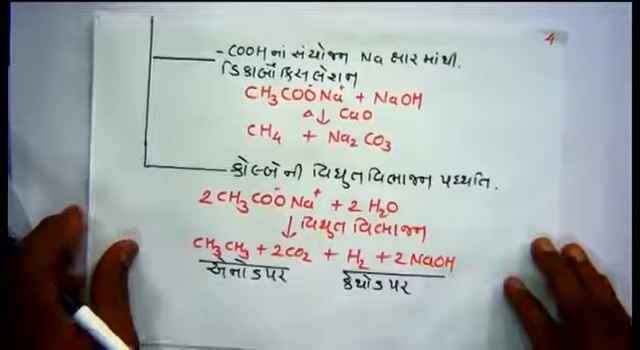 4
-COOH નાં સંયોજન Na ક્ષાર માંથી.
ડિકાર્બોક્સિલેશન
CH₃COO⁻Na⁺ + NaOH
Δ ↓ CaO
CH₄ + Na₂CO₃
કોલ્બેની વિદ્યુતવિભાજન પધ્ધતિ.
2CH₃COO⁻Na⁺ + 2H₂O
↓ વિદ્યુત વિભાજન
CH₃CH₃ + 2CO₂ + H₂ + 2NaOH
એનોડ પર કેથોડ પર